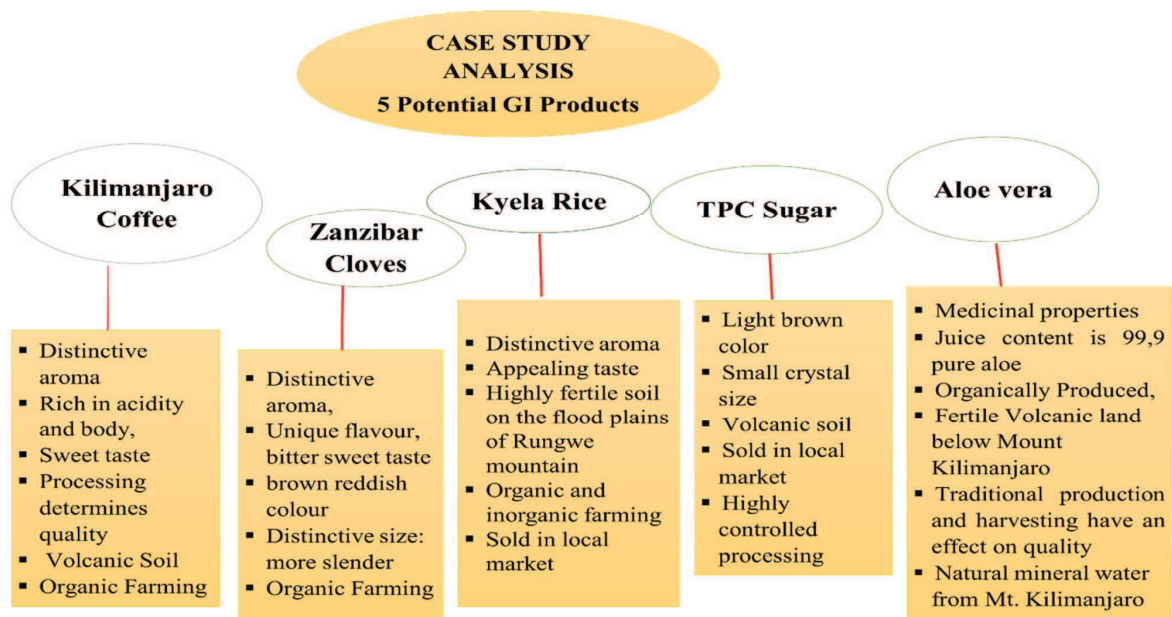 CASE STUDY
ANALYSIS
5 Potential GI Products
Kilimanjaro
Coffee
▪ Distinctive
aroma
▪ Rich in acidity
and body,
▪ Sweet taste
▪ Processing
determines
quality
▪ Volcanic Soil
▪ Organic Farming
Zanzibar
Cloves
▪ Distinctive
aroma,
▪ Unique flavour,
bitter sweet taste
▪ brown reddish
colour
▪ Distinctive size:
more slender
▪ Organic Farming
Kyela Rice
▪ Distinctive aroma
▪ Appealing taste
▪ Highly fertile soil
on the flood plains
of Rungwe
mountain
▪ Organic and
inorganic farming
▪ Sold in local
market
TPC Sugar
▪ Light brown
color
▪ Small crystal
size
▪ Volcanic soil
▪ Sold in local
market
▪ Highly
controlled
processing
Aloe vera
▪ Medicinal properties
▪ Juice content is 99,9
pure aloe
▪ Organically Produced,
▪ Fertile Volcanic land
below Mount
Kilimanjaro
▪ Traditional production
and harvesting have an
effect on quality
▪ Natural mineral water
from Mt. Kilimanjaro